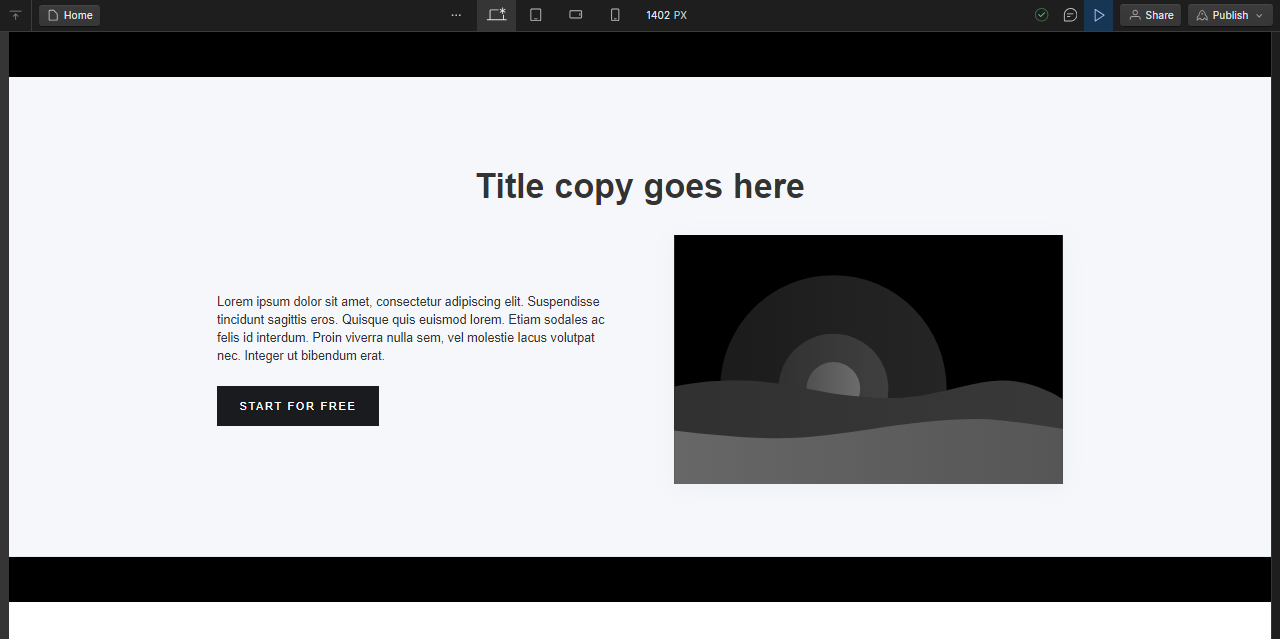 Home
1402 PX
Share
Publish
Title copy goes here
Lorem ipsum dolor sit amet, consectetur adipiscing elit. Suspendisse
tincidunt sagittis eros. Quisque quis euismod lorem. Etiam sodales ac
felis id interdum. Proin viverra nulla sem, vel molestie lacus volutpat
nec. Integer ut bibendum erat.
START FOR FREE